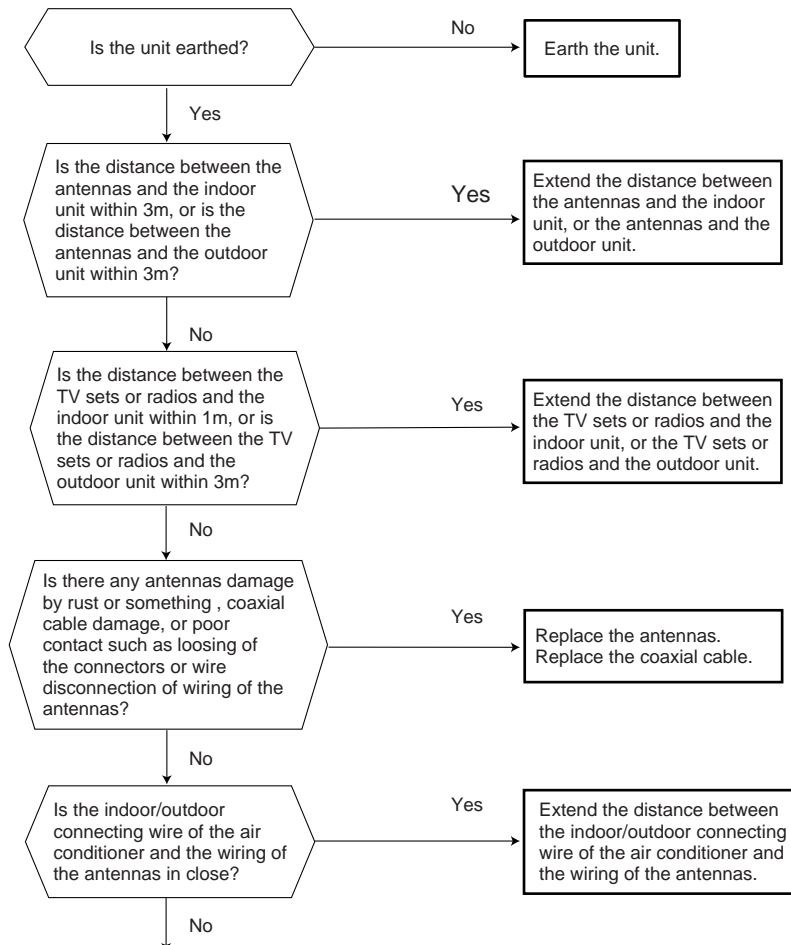 Is the unit earthed?
No
Earth the unit.
Yes
Is the distance between the
antennas and the indoor
unit within 3m, or is the
distance between the
antennas and the outdoor
unit within 3m?
Yes
Extend the distance between
the antennas and the indoor
unit, or the antennas and the
outdoor unit.
No
Is the distance between the
TV sets or radios and the
indoor unit within 1m, or is
the distance between the TV
sets or radios and the
outdoor unit within 3m?
Yes
Extend the distance between
the TV sets or radios and the
indoor unit, or the TV sets or
radios and the outdoor unit.
No
Is there any antennas damage
by rust or something , coaxial
cable damage, or poor
contact such as loosing of
the connectors or wire
disconnection of wiring of the
antennas?
Yes
Replace the antennas.
Replace the coaxial cable.
No
Is the indoor/outdoor
connecting wire of the air
conditioner and the wiring of
the antennas in close?
Yes
Extend the distance between
the indoor/outdoor connecting
wire of the air conditioner and
the wiring of the antennas.
No